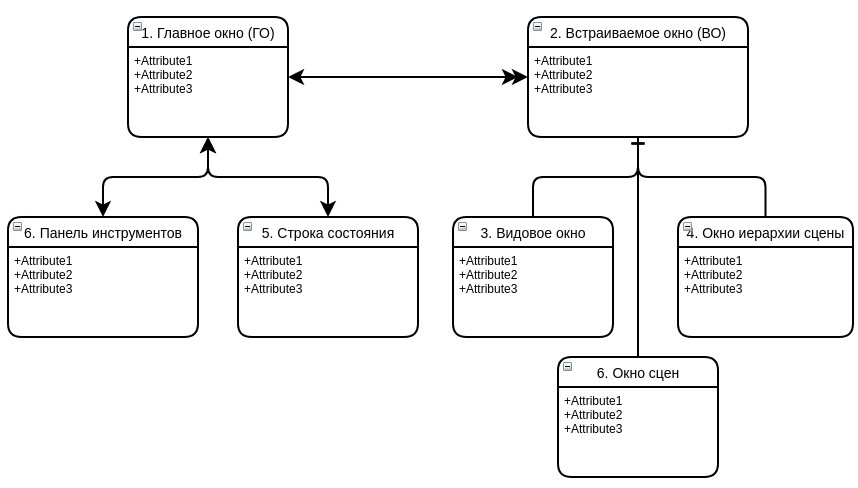 1. Главное окно (ГО)
+Attribute1
+Attribute2
+Attribute3
2. Встраиваемое окно (ВО)
+Attribute1
+Attribute2
+Attribute3
6. Панель инструментов
+Attribute1
+Attribute2
+Attribute3
5. Строка состояния
+Attribute1
+Attribute2
+Attribute3
3. Видовое окно
+Attribute1
+Attribute2
+Attribute3
4. Окно иерархии сцены
+Attribute1
+Attribute2
+Attribute3
6. Окно сцен
+Attribute1
+Attribute2
+Attribute3